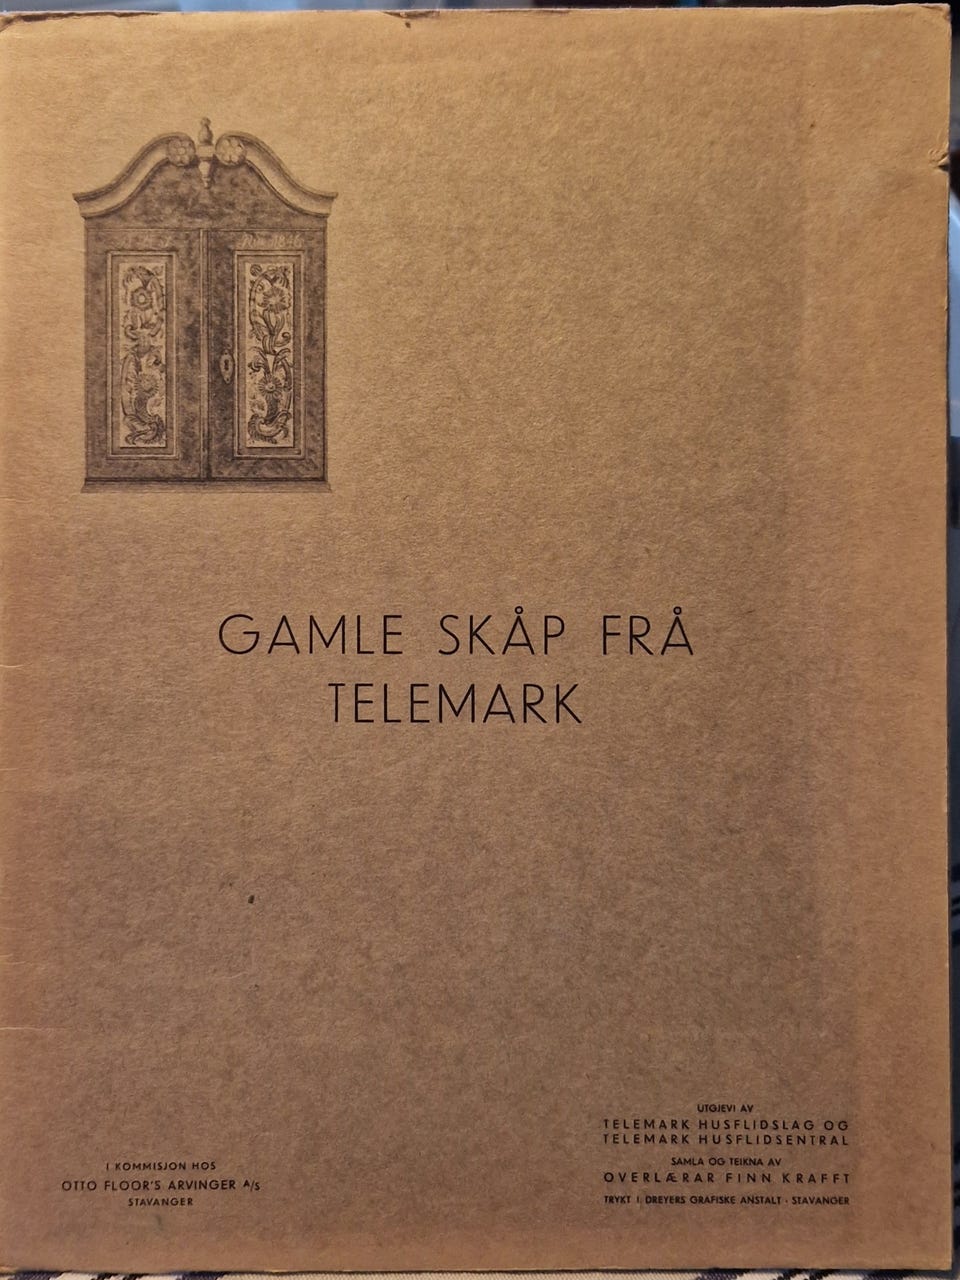 GAMLE SKÅP FRÅ
TELEMARK
I KOMMISJON HOS
OTTO FLOOR'S ARVINGER A/S
STAVANGER
UTGJEVI AV
TELEMARK HUSFLIDSLAG OG
TELEMARK HUSFLIDSENTRAL
SAMLA OG TEIKNA AV
OVERLÆRAR FINN KRAFFT
TRYKT I DREYERS GRAFISKE ANSTALT · STAVANGER